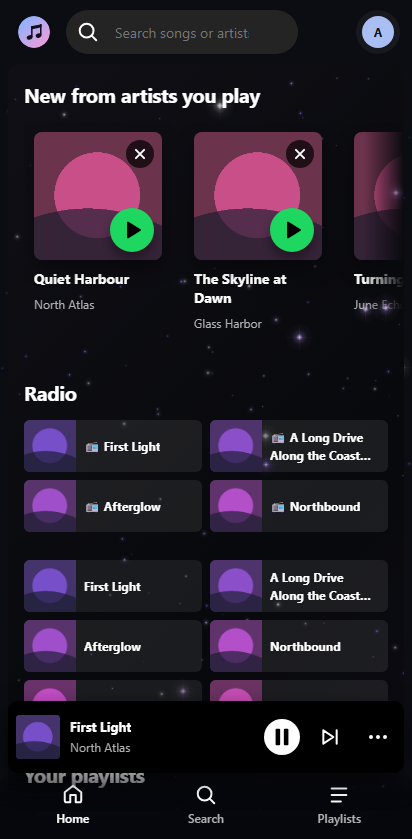 Search songs or artist
A
New from artists you play
Quiet Harbour
North Atlas
The Skyline at
Dawn
Glass Harbor
Turning
June Echo
Radio
📻 First Light
📻 A Long Drive
Along the Coast...
📻 Afterglow
📻 Northbound
First Light
A Long Drive
Along the Coast...
Afterglow
Northbound
First Light
North Atlas
Your playlists
Home
Search
Playlists